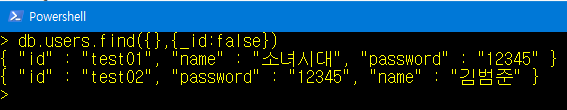 Powershell
> db.users.find({},{_id:false})
{ "id" : "test01", "name" : "소녀시대", "password" : "12345" }
{ "id" : "test02", "password" : "12345", "name" : "김범준" }
>